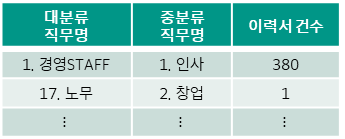 대분류 직무명 중분류 직무명 이력서 건수
1. 경영STAFF 1. 인사 380
17. 노무 2. 창업 1
⋮ ⋮ ⋮